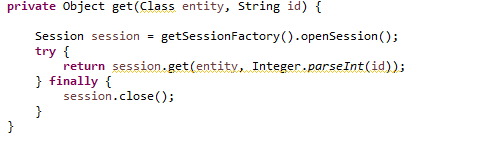 private Object get(Class entity, String id) {
Session session = getSessionFactory().openSession();
try {
return session.get(entity, Integer.parseInt(id));
} finally {
session.close();
}
}